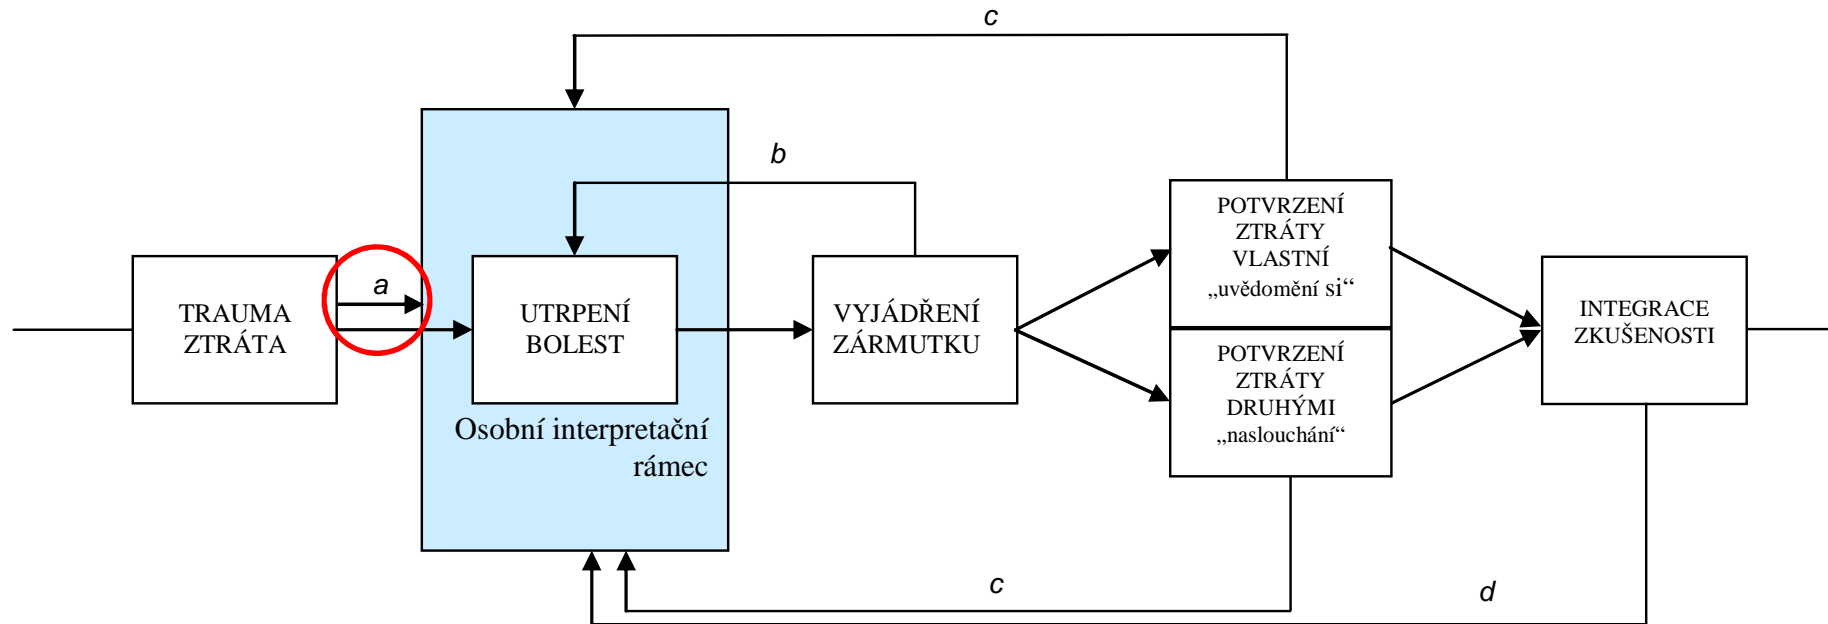 c
b
a
TRAUMA
ZTRÁTA
UTRPENÍ
BOLEST
Osobní interpretační
rámec
VYJÁDŘENÍ
ZÁRMUTKU
POTVRZENÍ
ZTRÁTY
VLASTNÍ
„uvědomění si“
POTVRZENÍ
ZTRÁTY
DRUHÝMI
„naslouchání“
INTEGRACE
ZKUŠENOSTI
c
d